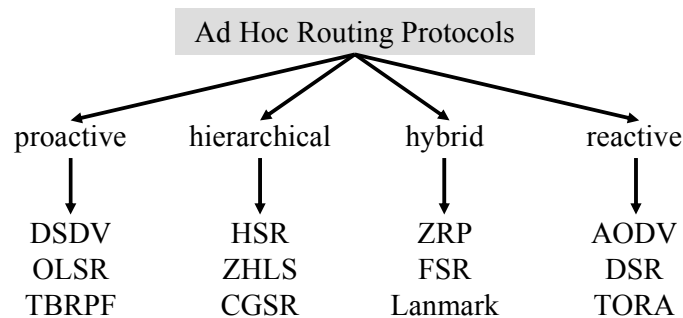 Ad Hoc Routing Protocols
proactive hierarchical hybrid reactive
DSDV HSR ZRP AODV
OLSR ZHLS FSR DSR
TBRPF CGSR Lanmark TORA